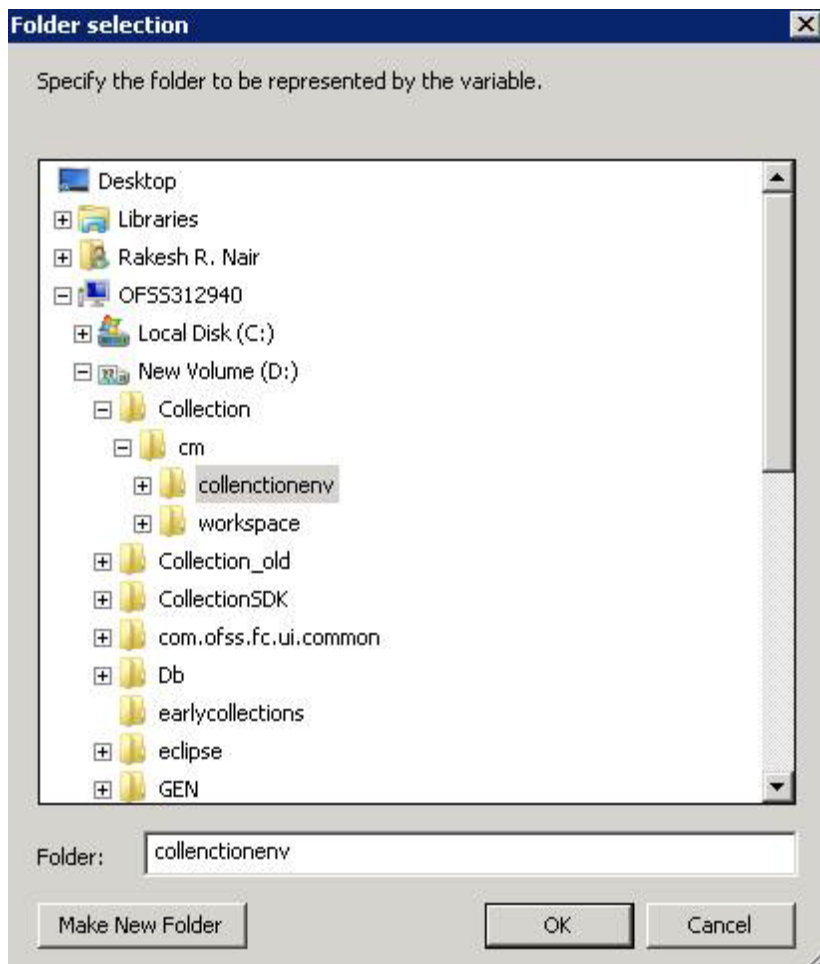 Folder selection
Specify the folder to be represented by the variable.
Desktop
Libraries
Rakesh R. Nair
OFSS312940
Local Disk (C:)
New Volume (D:)
Collection
cm
collenctionenv
workspace
Collection_old
CollectionSDK
com.ofss.fc.ui.common
Db
earlycollections
eclipse
GEN
Folder: collenctionenv
Make New Folder OK Cancel